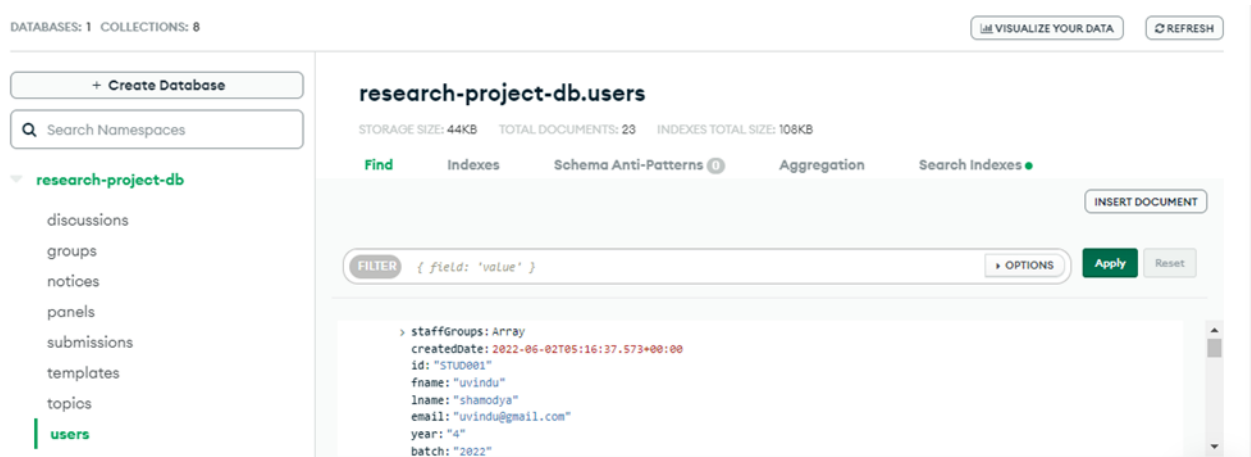 DATABASES: 1 COLLECTIONS: 8
VISUALIZE YOUR DATA
REFRESH
+ Create Database
Search Namespaces
research-project-db
discussions
groups
notices
panels
submissions
templates
topics
users
research-project-db.users
STORAGE SIZE: 44KB TOTAL DOCUMENTS: 23 INDEXES TOTAL SIZE: 108KB
Find Indexes Schema Anti-Patterns 0 Aggregation Search Indexes
INSERT DOCUMENT
FILTER { field: 'value' } OPTIONS Apply Reset
staffGroups: Array
createdDate: 2022-06-02T05:16:37.573+00:00
id: "STUD001"
fname: "uvindu"
lname: "shamodya"
email: "uvindu@gmail.com"
year: "4"
batch: "2022"